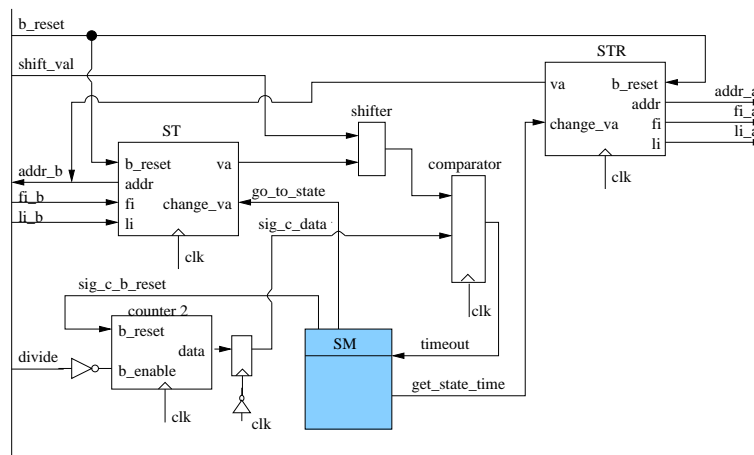 b_reset
STR
shift_val
va
b_reset
addr
addr_a
shifter
change_va
fi
fi_a
ST
li
li_a
b_reset
va
comparator
clk
addr_b
addr
go_to_state
fi_b
fi
change_va
li_b
li
sig_c_data
clk
sig_c_b_reset
clk
counter 2
b_reset
data
SM
timeout
divide
b_enable
get_state_time
clk
clk